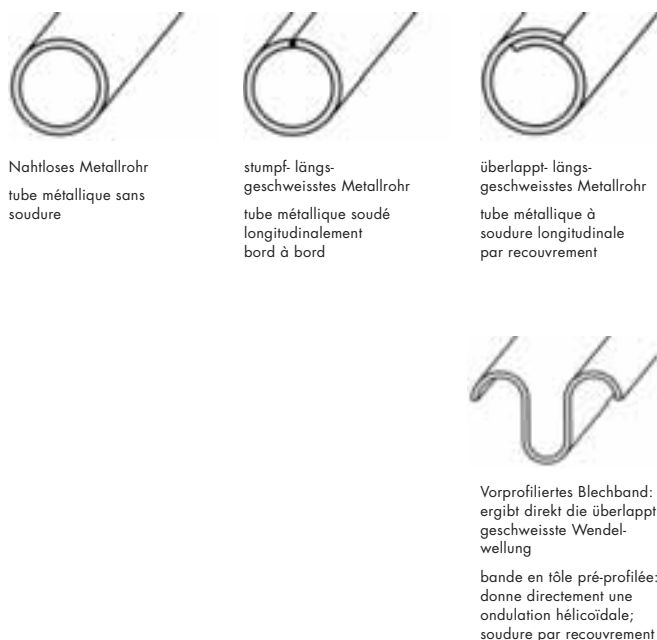 Nahtloses Metallrohr
tube métallique sans
soudure
stumpf- längs-
geschweisstes Metallrohr
tube métallique soudé
longitudinalement
bord à bord
überlappt- längs-
geschweisstes Metallrohr
tube métallique à
soudure longitudinale
par recouvrement
Vorprofiliertes Blechband:
ergibt direkt die überlappt
geschweisste Wendel-
wellung
bande en tôle pré-profilée:
donne directement une
ondulation hélicoïdale;
soudure par recouvrement